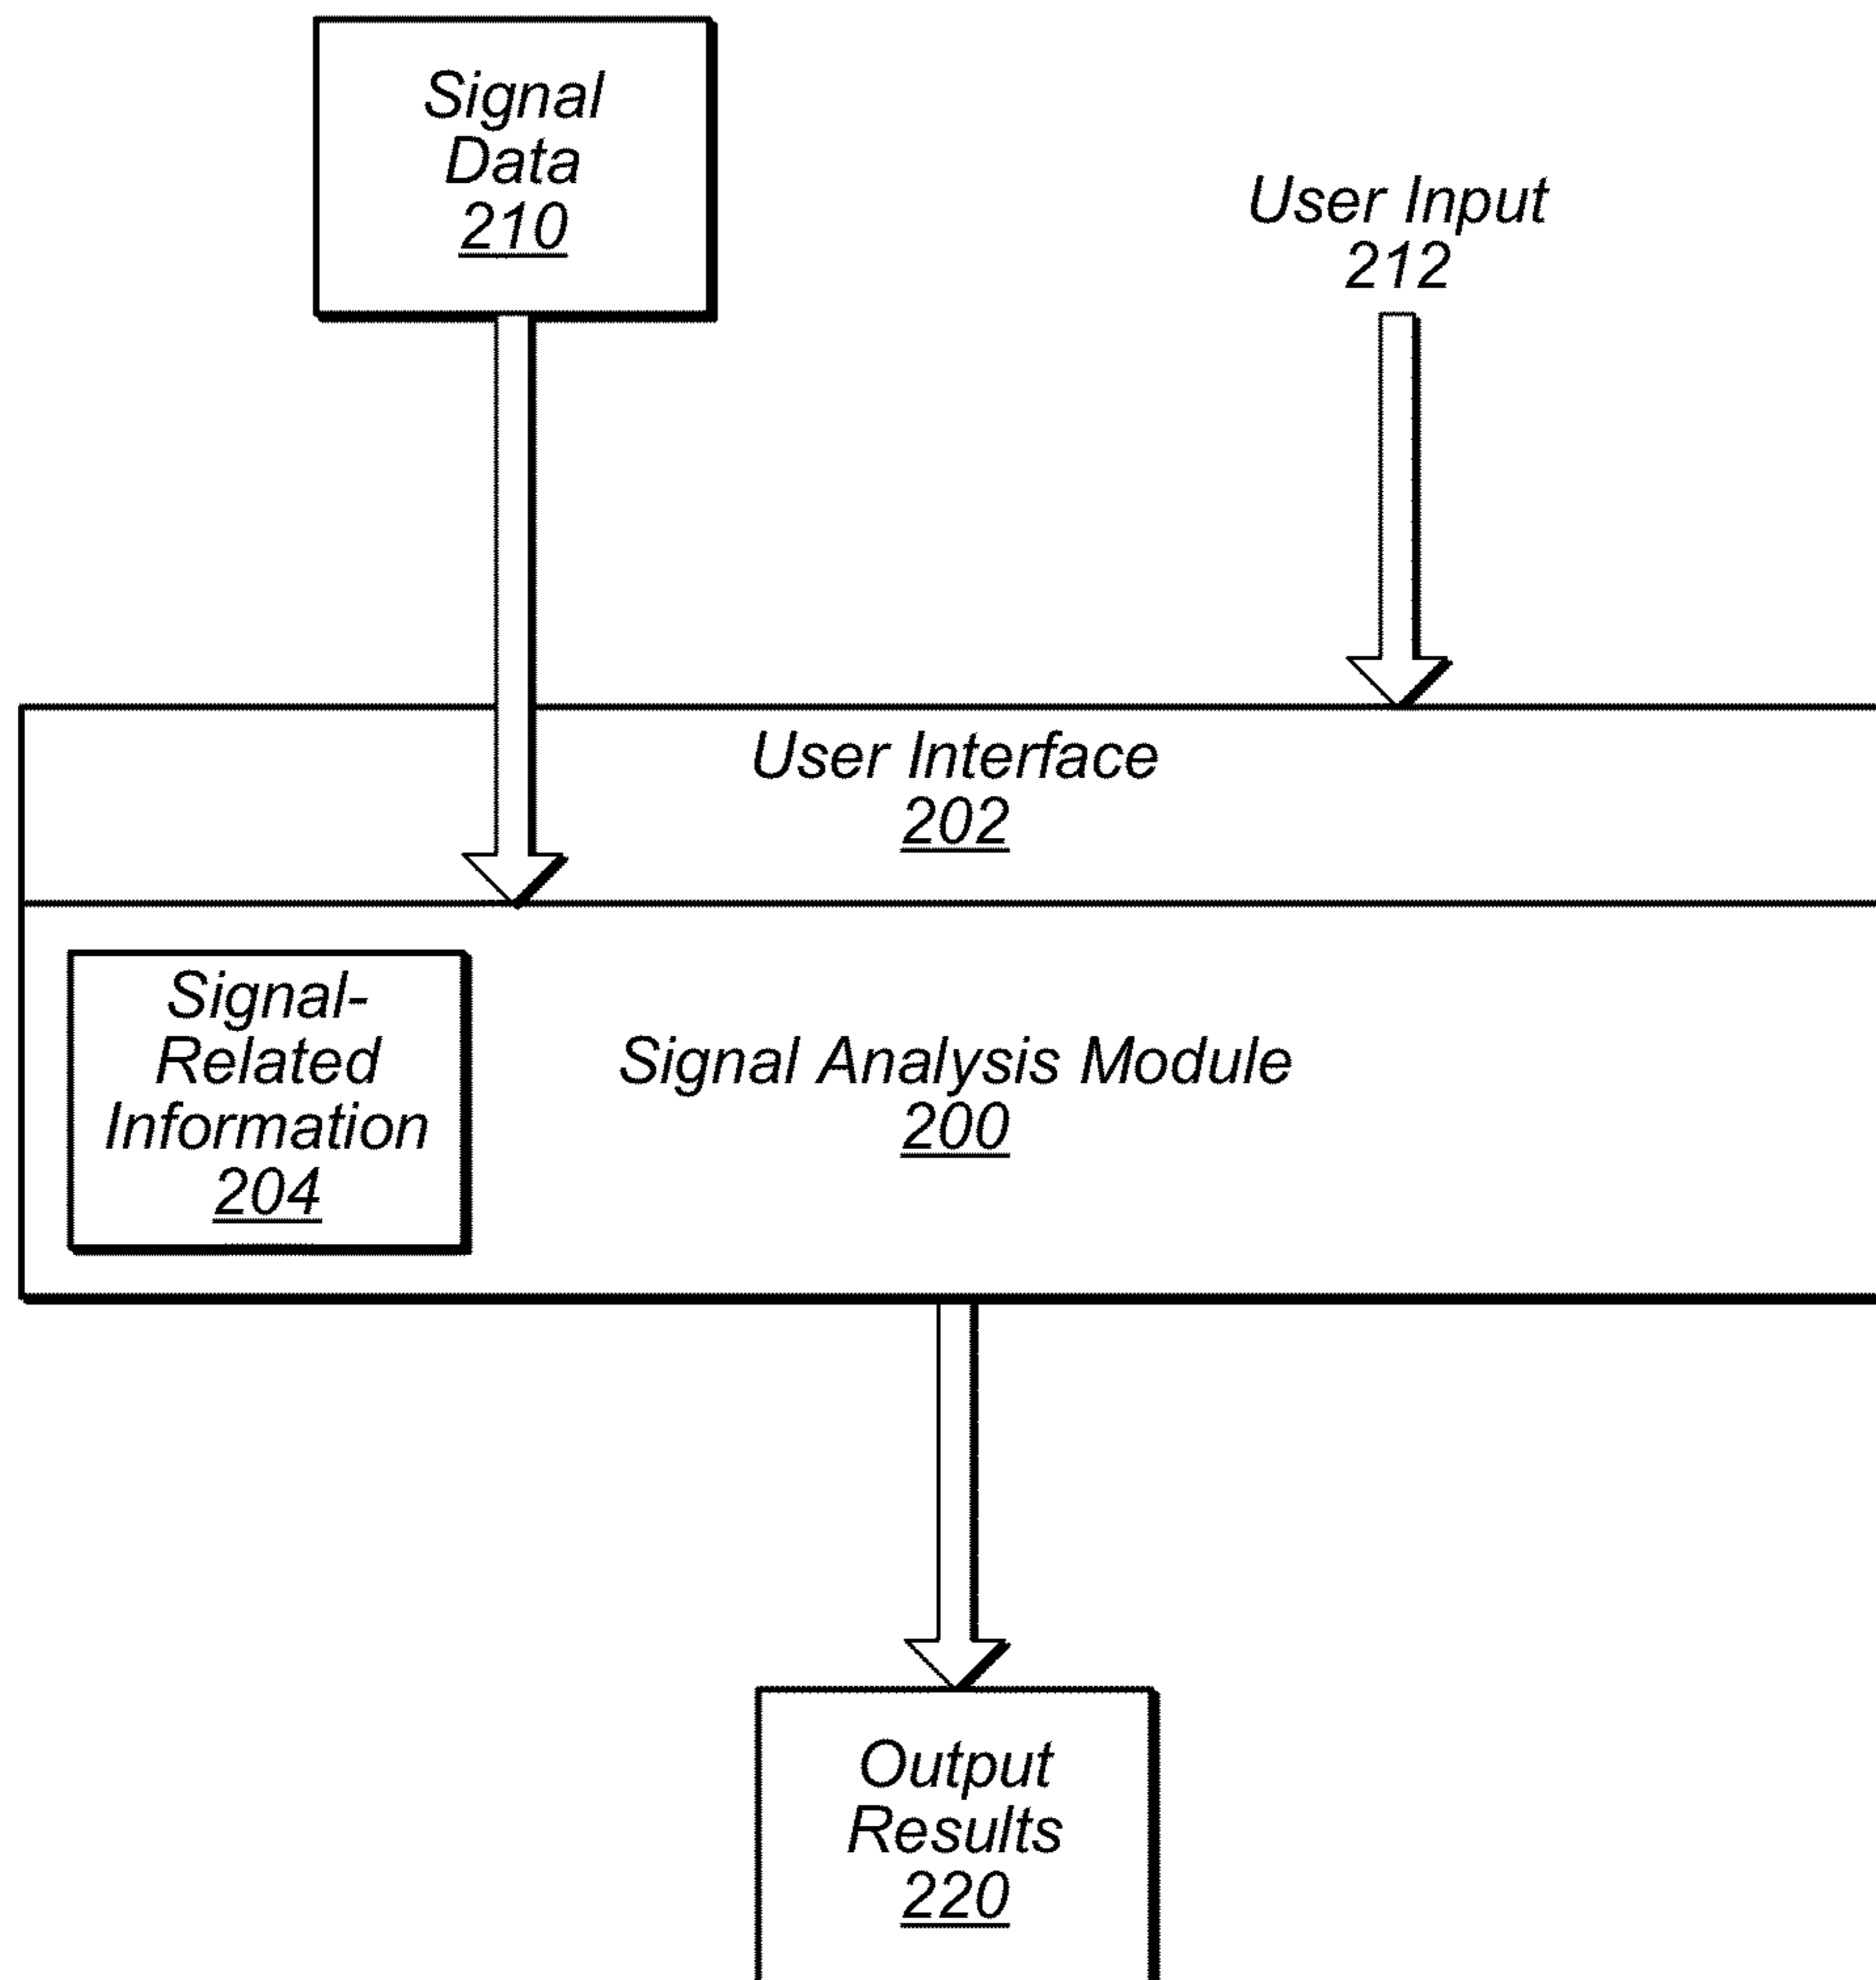 Signal
Data
210
User Input
212
User Interface
202
Signal-
Related
Information
204
Signal Analysis Module
200
Output
Results
220